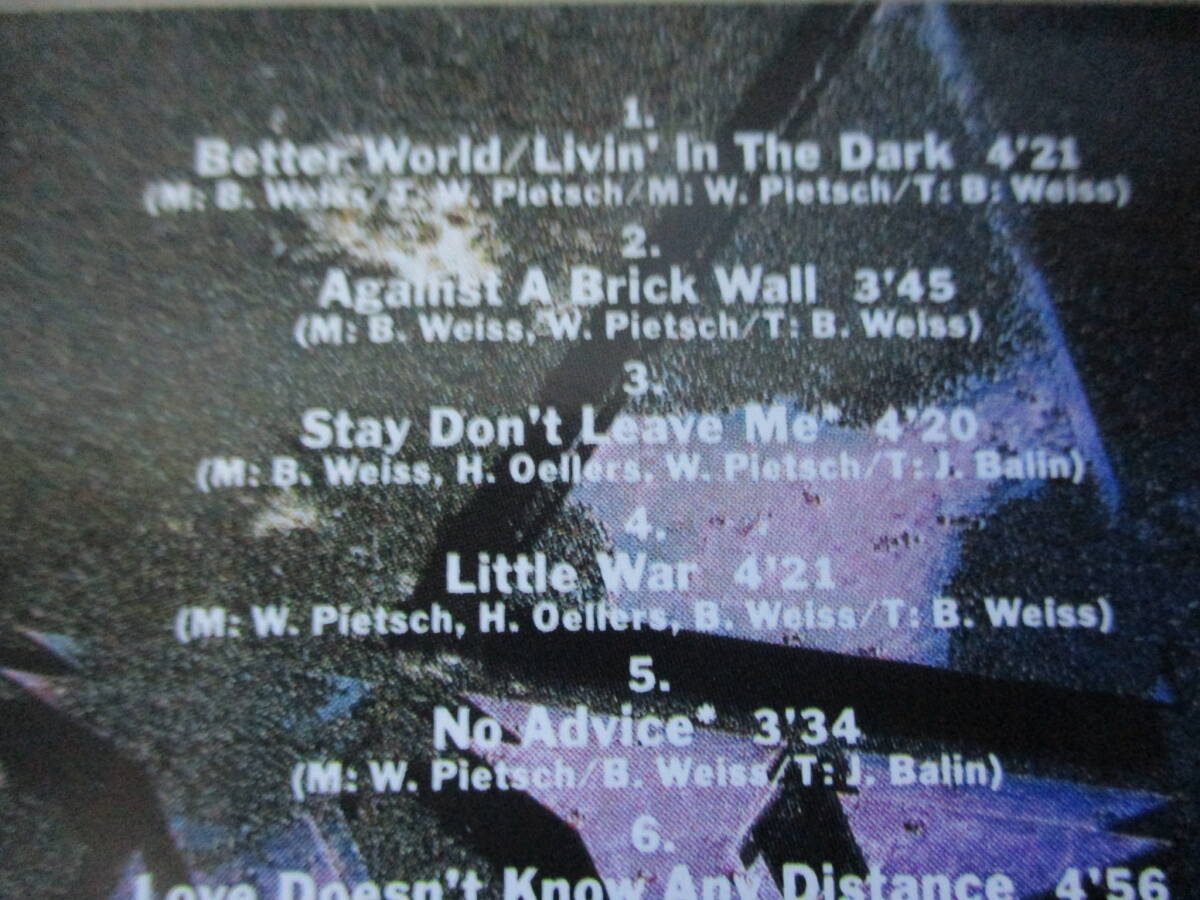 1.
Better World/Livin' In The Dark 4'21
(M: B. Weiss/T: W. Pietsch/M: W. Pietsch/T: B. Weiss)
2.
Against A Brick Wall 3'45
(M: B. Weiss, W. Pietsch/T: B. Weiss)
3.
Stay Don't Leave Me* 4'20
(M: B. Weiss, H. Oellers, W. Pietsch/T: J. Balin)
4.
Little War 4'21
(M: W. Pietsch, H. Oellers, B. Weiss/T: B. Weiss)
5.
No Advice* 3'34
(M: W. Pietsch/B. Weiss/T: J. Balin)
6.
Love Doesn't Know Any Distance 4'56